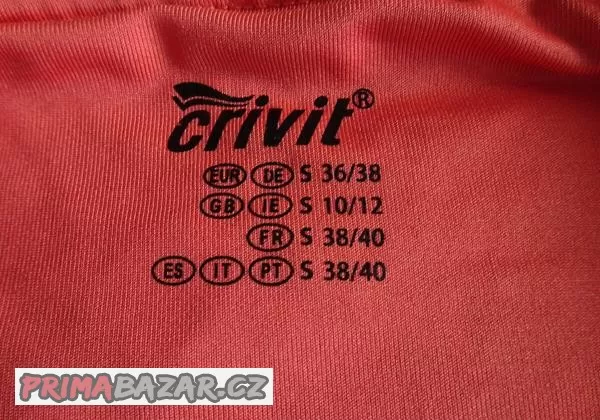 crivit®
EUR DE S 36/38
GB IE S 10/12
FR S 38/40
ES IT PT S 38/40
PRIMABAZAR.CZ